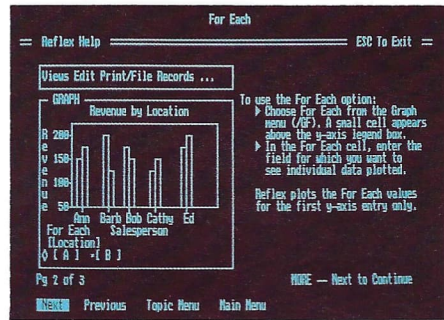 For Each
Reflex Help
ESC To Exit
Views Edit Print/File Records ...
GRAPH
Revenue by Location
Revenue
200
150
100
50
Ann Barb Bob Cathy Ed
For Each Salesperson
[Location]
◊ [ A ] ▪[ B ]
To use the For Each option:
▶ Choose For Each from the Graph
menu (/GF). A small cell appears
above the y-axis legend box.
▶ In the For Each cell, enter the
field for which you want to
see individual data plotted.
Reflex plots the For Each values
for the first y-axis entry only.
Pg 2 of 3
MORE — Next to Continue
Next Previous Topic Menu Main Menu